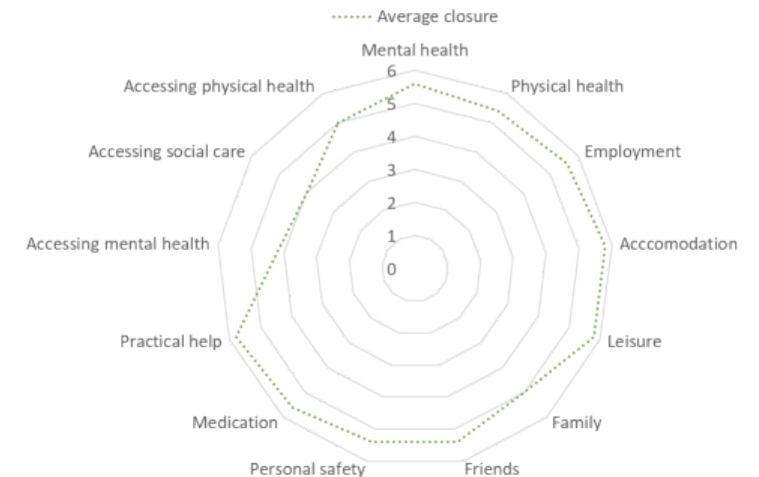 Average closure
Mental health
Physical health
Employment
Acccomodation
Leisure
Family
Friends
Personal safety
Medication
Practical help
Accessing mental health
Accessing social care
Accessing physical health
6
5
4
3
2
1
0